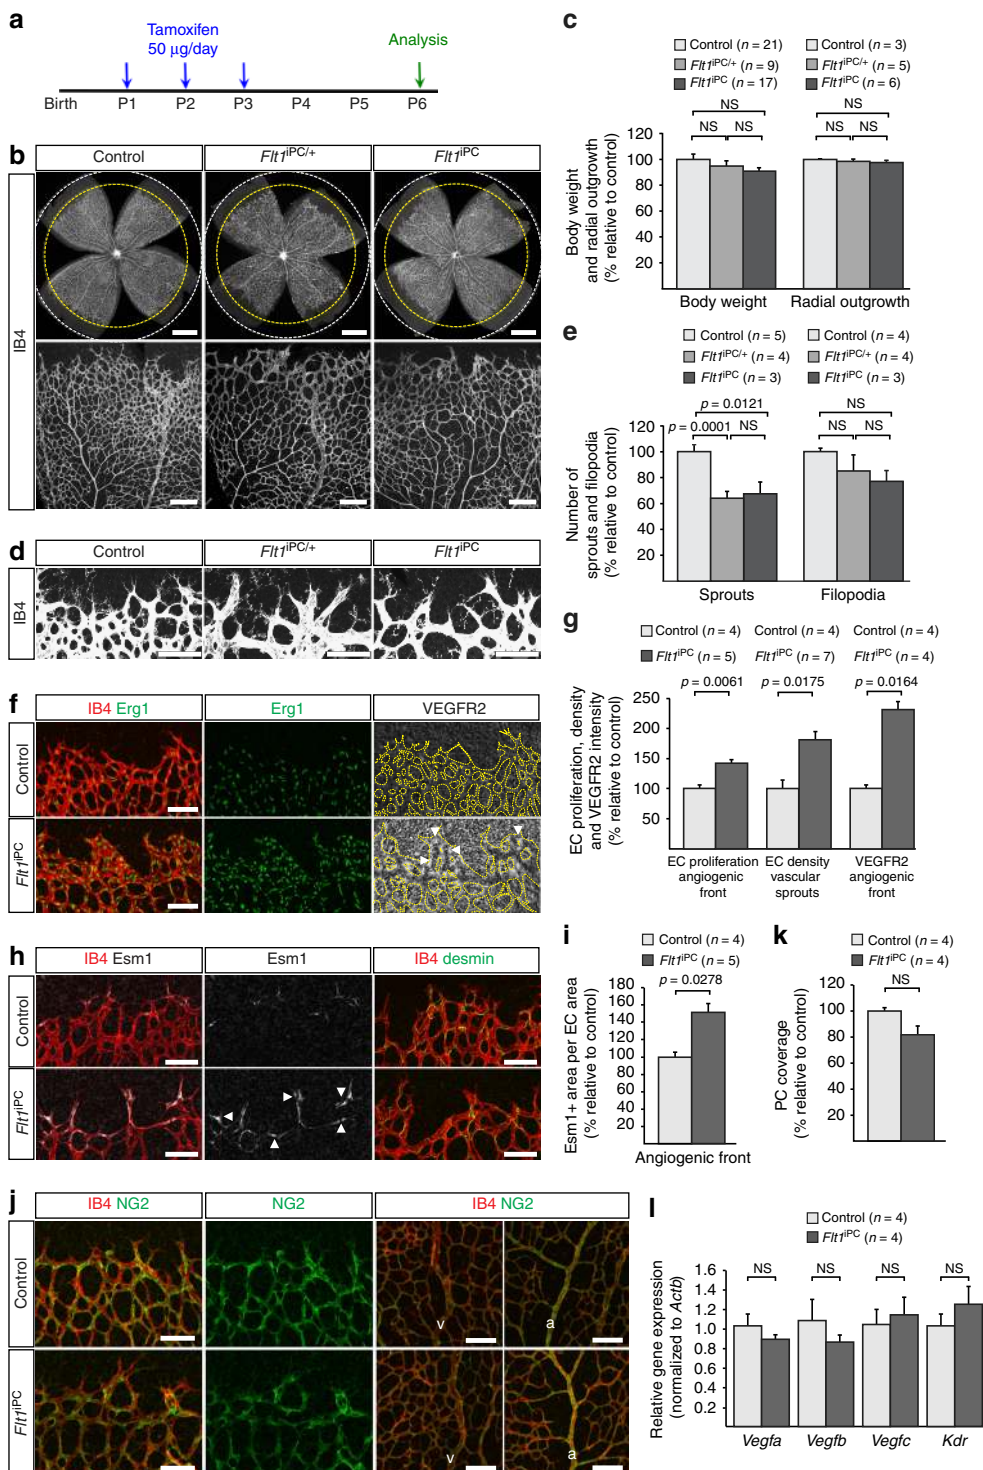 a
Tamoxifen
50 µg/day
Analysis
Birth P1 P2 P3 P4 P5 P6
b
Control Flt1iPC/+ Flt1iPC
IB4
c
Control (n = 21)
Flt1iPC/+ (n = 9)
Flt1iPC (n = 17)
Control (n = 3)
Flt1iPC/+ (n = 5)
Flt1iPC (n = 6)
NS NS
NS NS NS NS
Body weight
and radial outgrowth
(% relative to control)
120
100
80
60
40
20
Body weight Radial outgrowth
d
Control Flt1iPC/+ Flt1iPC
IB4
e
Control (n = 5)
Flt1iPC/+ (n = 4)
Flt1iPC (n = 3)
Control (n = 4)
Flt1iPC/+ (n = 4)
Flt1iPC (n = 3)
p = 0.0121 NS
p = 0.0001 NS NS NS
Number of
sprouts and filopodia
(% relative to control)
120
100
80
60
40
20
Sprouts Filopodia
f
IB4 Erg1 Erg1 VEGFR2
Control
Flt1iPC
g
Control (n = 4) Control (n = 4) Control (n = 4)
Flt1iPC (n = 5) Flt1iPC (n = 7) Flt1iPC (n = 4)
p = 0.0061 p = 0.0175 p = 0.0164
EC proliferation, density
and VEGFR2 intensity
(% relative to control)
250
200
150
100
50
EC proliferation
angiogenic
front
EC density
vascular
sprouts
VEGFR2
angiogenic
front
h
IB4 Esm1 Esm1 IB4 desmin
Control
Flt1iPC
i
Control (n = 4)
Flt1iPC (n = 5)
p = 0.0278
Esm1+ area per EC area
(% relative to control)
180
160
140
120
100
80
60
40
20
Angiogenic front
k
Control (n = 4)
Flt1iPC (n = 4)
NS
PC coverage
(% relative to control)
120
100
80
60
40
20
j
IB4 NG2 NG2 IB4 NG2
Control
v a
Flt1iPC
v a
l
Control (n = 4)
Flt1iPC (n = 4)
NS NS NS NS
Relative gene expression
(normalized to Actb)
1.6
1.4
1.2
1.0
0.8
0.6
0.4
0.2
Vegfa Vegfb Vegfc Kdr